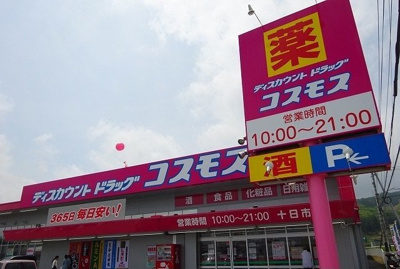 薬
ディスカウント ドラッグ
コスモス
営業時間
10:00～21:00
酒 P
ディスカウント ドラッグ コスモス
365日 毎日安い!
酒 食品 化粧品 日用雑
営業時間 10:00～21:00 十日市